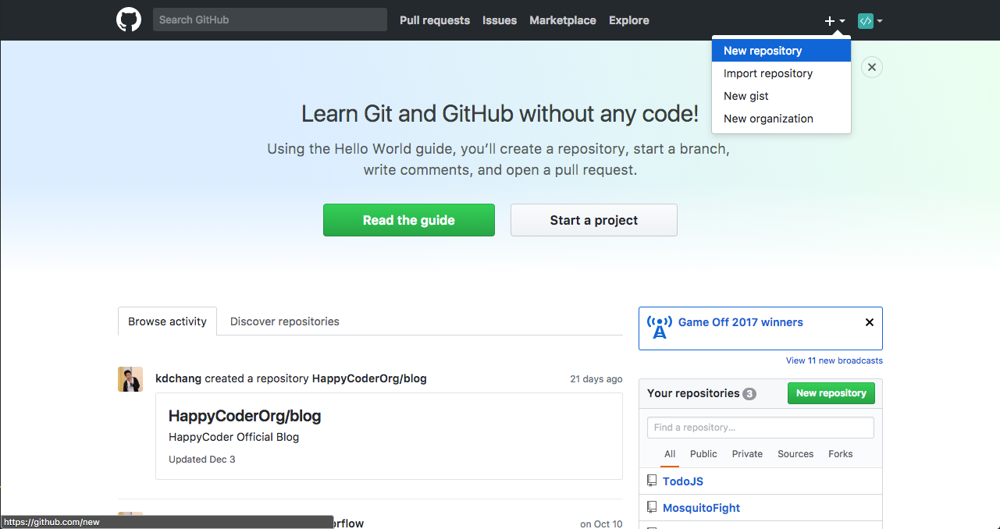 Search GitHub
Pull requests
Issues
Marketplace
Explore
New repository
Import repository
New gist
New organization
Learn Git and GitHub without any code!
Using the Hello World guide, you’ll create a repository, start a branch,
write comments, and open a pull request.
Read the guide
Start a project
Browse activity
Discover repositories
kdchang created a repository HappyCoderOrg/blog
21 days ago
HappyCoderOrg/blog
HappyCoder Official Blog
Updated Dec 3
orflow
on Oct 10
Game Off 2017 winners
View 11 new broadcasts
Your repositories 3
New repository
Find a repository...
All Public Private Sources Forks
TodoJS
MosquitoFight
https://github.com/new